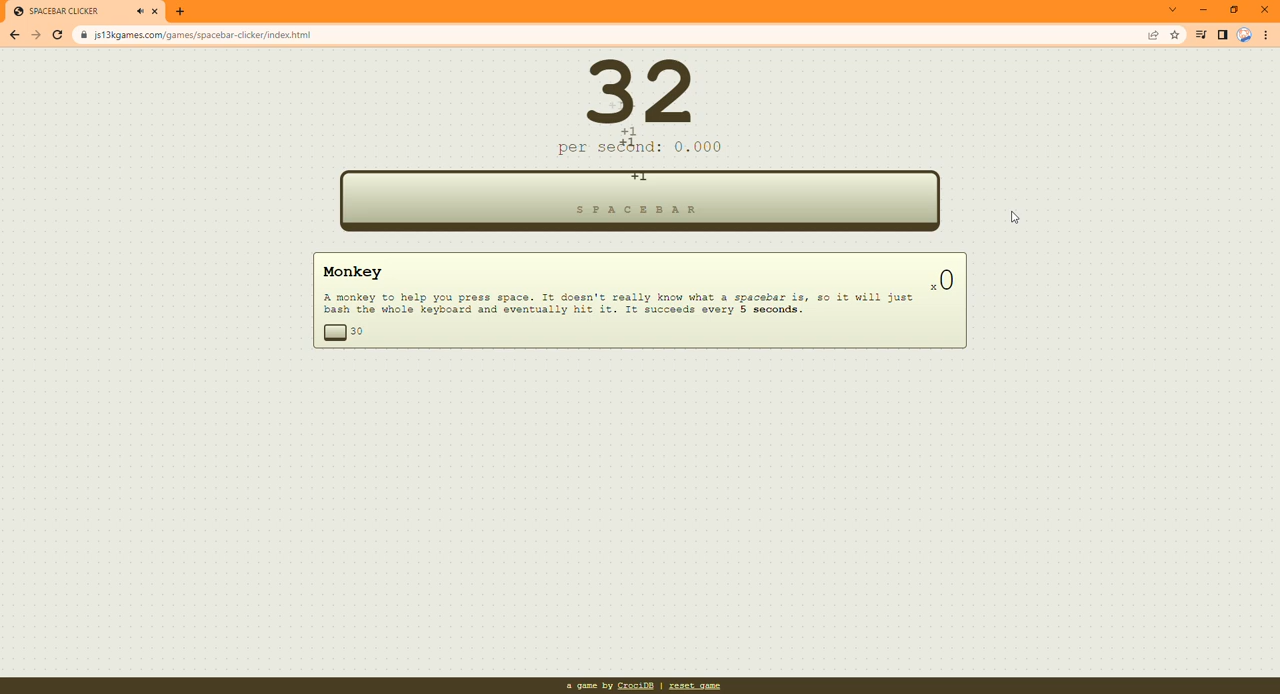 SPACEBAR CLICKER
js13kgames.com/games/spacebar-clicker/index.html
32
+1
+1
+1
per second: 0.000
+1
SPACEBAR
Monkey
x0
A monkey to help you press space. It doesn't really know what a spacebar is, so it will just
bash the whole keyboard and eventually hit it. It succeeds every 5 seconds.
30
a game by CrociDB | reset game